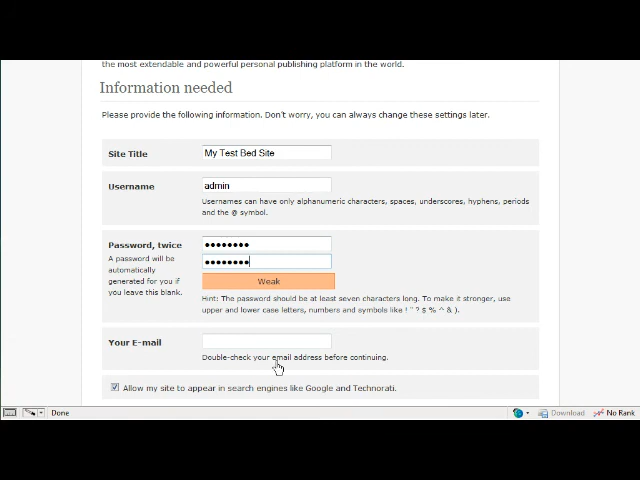 the most extendable and powerful personal publishing platform in the world.
Information needed
Please provide the following information. Don't worry, you can always change these settings later.
Site Title
My Test Bed Site
Username
admin
Usernames can have only alphanumeric characters, spaces, underscores, hyphens, periods
and the @ symbol.
Password, twice
A password will be
automatically
generated for you if
you leave this blank.
••••••••
••••••••
Weak
Hint: The password should be at least seven characters long. To make it stronger, use
upper and lower case letters, numbers and symbols like ! " ? $ % ^ & ).
Your E-mail
Double-check your email address before continuing.
Allow my site to appear in search engines like Google and Technorati.
Done
Download
No Rank